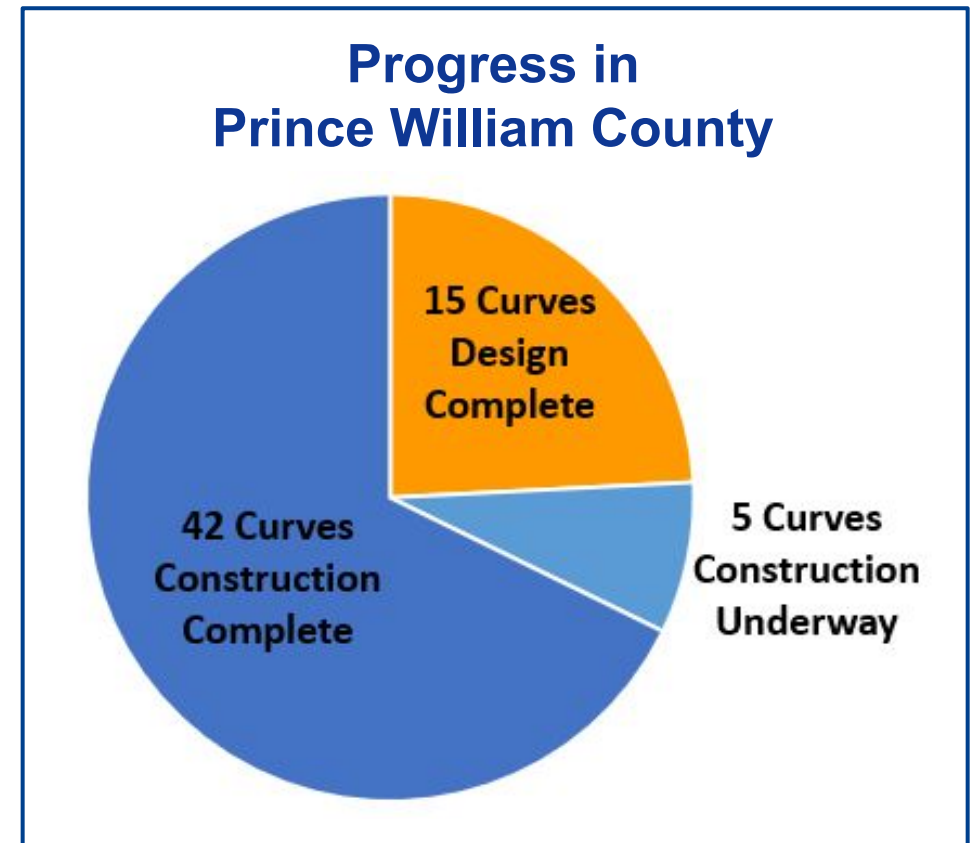 Progress in
Prince William County
15 Curves
Design
Complete
5 Curves
Construction
Underway
42 Curves
Construction
Complete